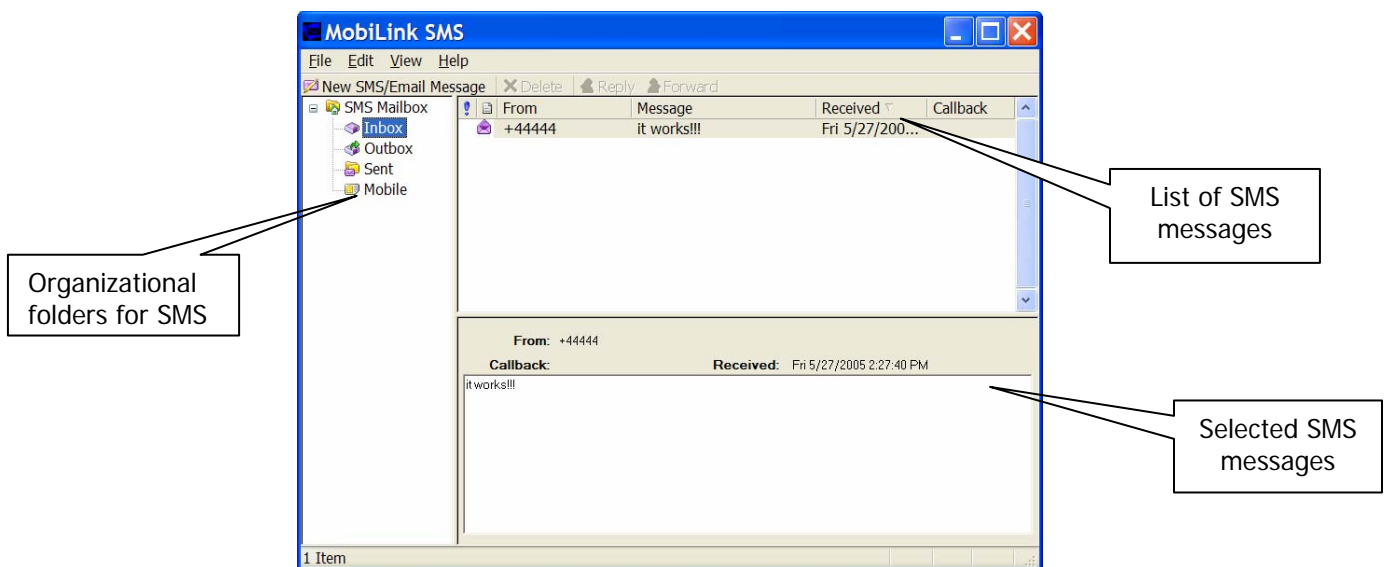 MobiLink SMS
File Edit View Help
New SMS/Email Message Delete Reply Forward
SMS Mailbox
Inbox
Outbox
Sent
Mobile
From Message Received Callback
+44444 it works!!! Fri 5/27/200...
List of SMS
messages
Organizational
folders for SMS
From: +44444
Callback: Received: Fri 5/27/2005 2:27:40 PM
it works!!!
Selected SMS
messages
1 Item